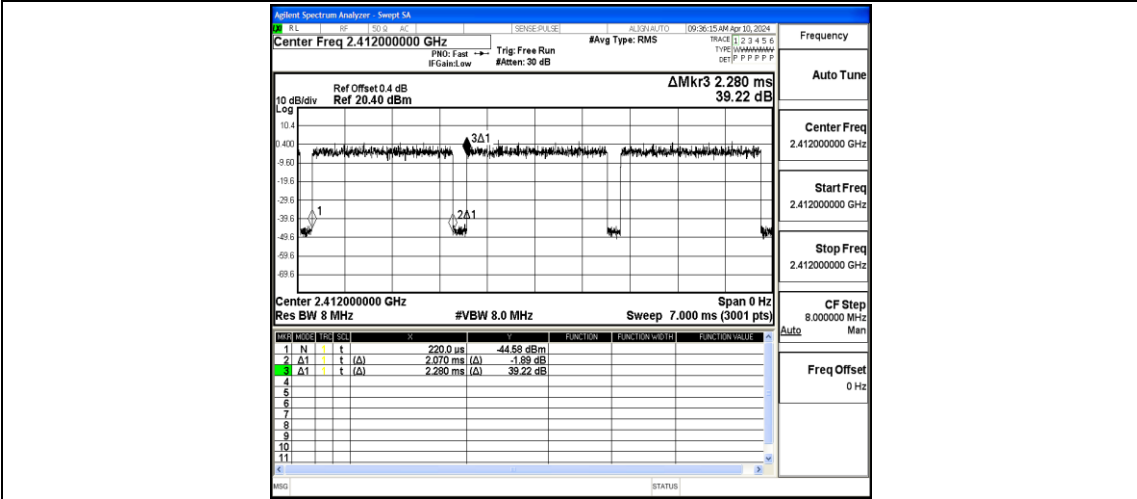 Agilent Spectrum Analyzer - Swept SA
RL RF 50 Ω AC SENSE:PULSE ALIGN AUTO 09:36:15 AM Apr 10, 2024
Center Freq 2.412000000 GHz
PNO: Fast
IFGain:Low
Trig: Free Run
#Atten: 30 dB
#Avg Type: RMS
TRACE 1 2 3 4 5 6
TYPE
DET P P P P P P
Frequency
ΔMkr3 2.280 ms
39.22 dB
Ref Offset 0.4 dB
10 dB/div Ref 20.40 dBm
Log
10.4
0.400
-9.60
-19.6
-29.6
-39.6
-49.6
-59.6
-69.6
3Δ1
1
2Δ1
Center 2.412000000 GHz Span 0 Hz
Res BW 8 MHz #VBW 8.0 MHz Sweep 7.000 ms (3001 pts)
MKR MODE TRC SCL X Y FUNCTION FUNCTION WIDTH FUNCTION VALUE
1 N 1 t 220.0 µs -44.58 dBm
2 Δ1 1 t (Δ) 2.070 ms (Δ) -1.89 dB
3 Δ1 1 t (Δ) 2.280 ms (Δ) 39.22 dB
4
5
6
7
8
9
10
11
MSG STATUS
Auto Tune
Center Freq
2.412000000 GHz
Start Freq
2.412000000 GHz
Stop Freq
2.412000000 GHz
CF Step
8.000000 MHz
Auto Man
Freq Offset
0 Hz